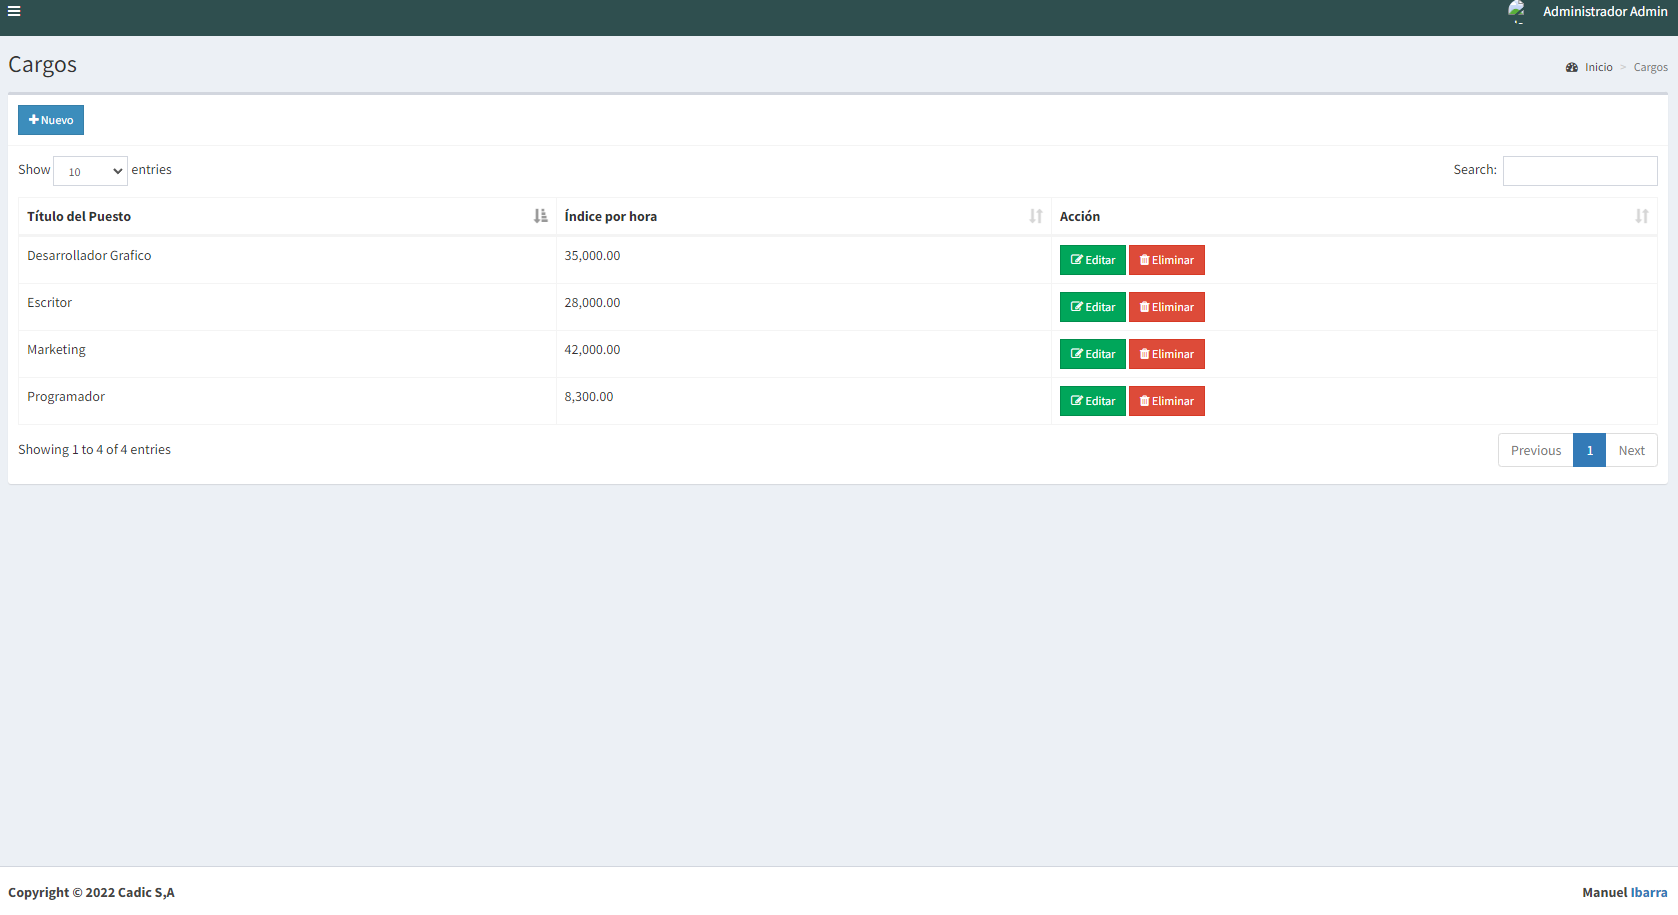 Administrador Admin
Cargos
Inicio > Cargos
Nuevo
Show 10 entries
Search:
Título del Puesto Índice por hora Acción
Desarrollador Grafico 35,000.00 Editar Eliminar
Escritor 28,000.00 Editar Eliminar
Marketing 42,000.00 Editar Eliminar
Programador 8,300.00 Editar Eliminar
Showing 1 to 4 of 4 entries
Previous 1 Next
Copyright © 2022 Cadic S,A
Manuel Ibarra